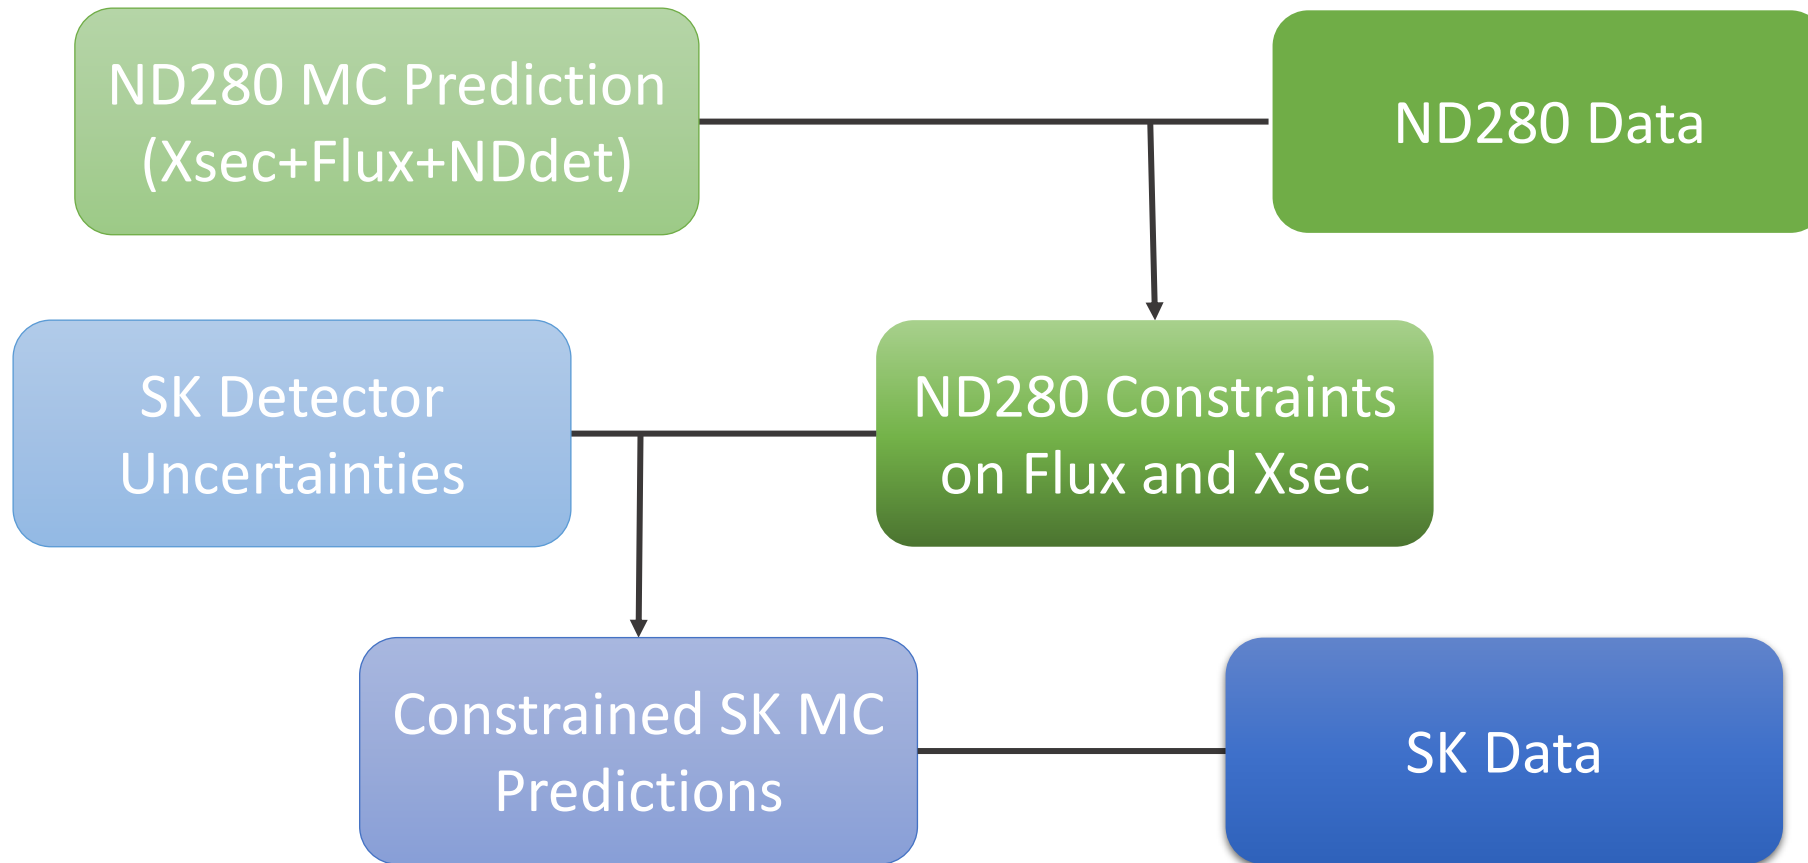 ND280 MC Prediction
(Xsec+Flux+NDdet)
ND280 Data
SK Detector
Uncertainties
ND280 Constraints
on Flux and Xsec
Constrained SK MC
Predictions
SK Data